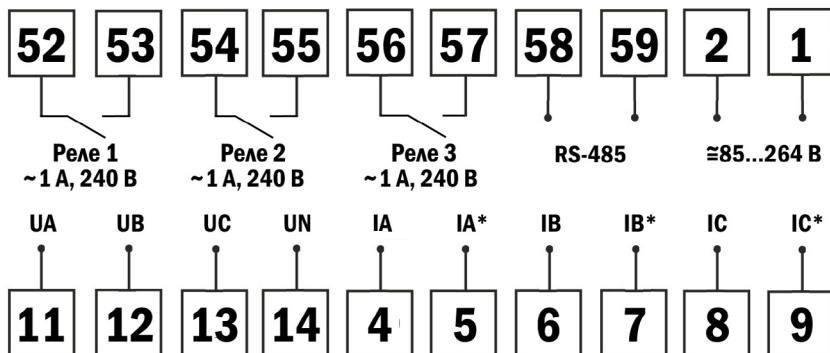 52 53 54 55 56 57 58 59 2 1
Реле 1 Реле 2 Реле 3 RS-485 ≅85...264 В
~1 А, 240 В ~1 А, 240 В ~1 А, 240 В
UA UB UC UN IA IA* IB IB* IC IC*
11 12 13 14 4 5 6 7 8 9